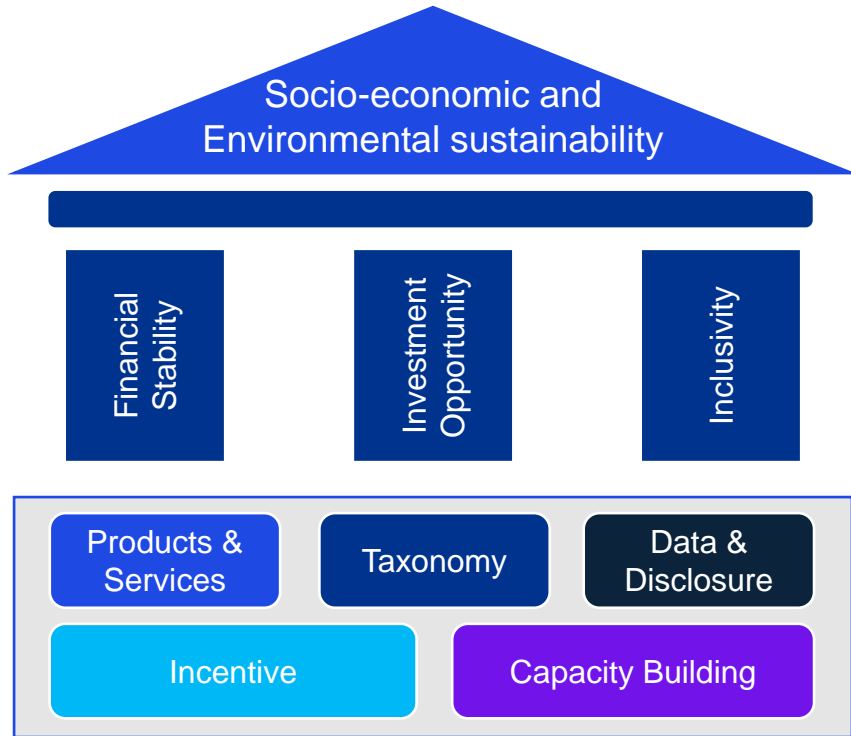 Socio-economic and
Environmental sustainability
Financial
Stability
Investment
Opportunity
Inclusivity
Products &
Services
Taxonomy
Data &
Disclosure
Incentive
Capacity Building